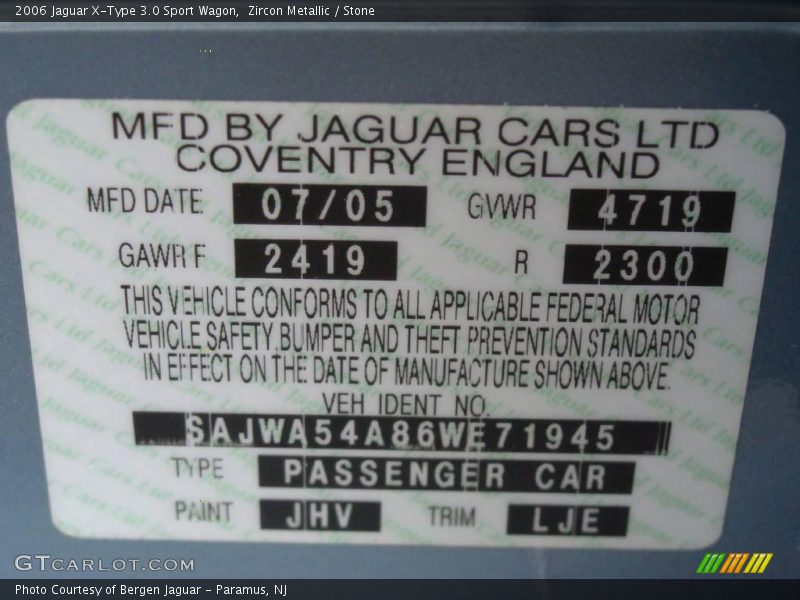 2006 Jaguar X-Type 3.0 Sport Wagon, Zircon Metallic / Stone
MFD BY JAGUAR CARS LTD
COVENTRY ENGLAND
MFD DATE 07/05 GVWR 4719
GAWR F 2419 R 2300
THIS VEHICLE CONFORMS TO ALL APPLICABLE FEDERAL MOTOR
VEHICLE SAFETY.BUMPER AND THEFT PREVENTION STANDARDS
IN EFFECT ON THE DATE OF MANUFACTURE SHOWN ABOVE.
VEH IDENT NO.
SAJWA54A86WE71945
TYPE PASSENGER CAR
PAINT JHV TRIM LJE
GTCARLOT.COM
Photo Courtesy of Bergen Jaguar - Paramus, NJ